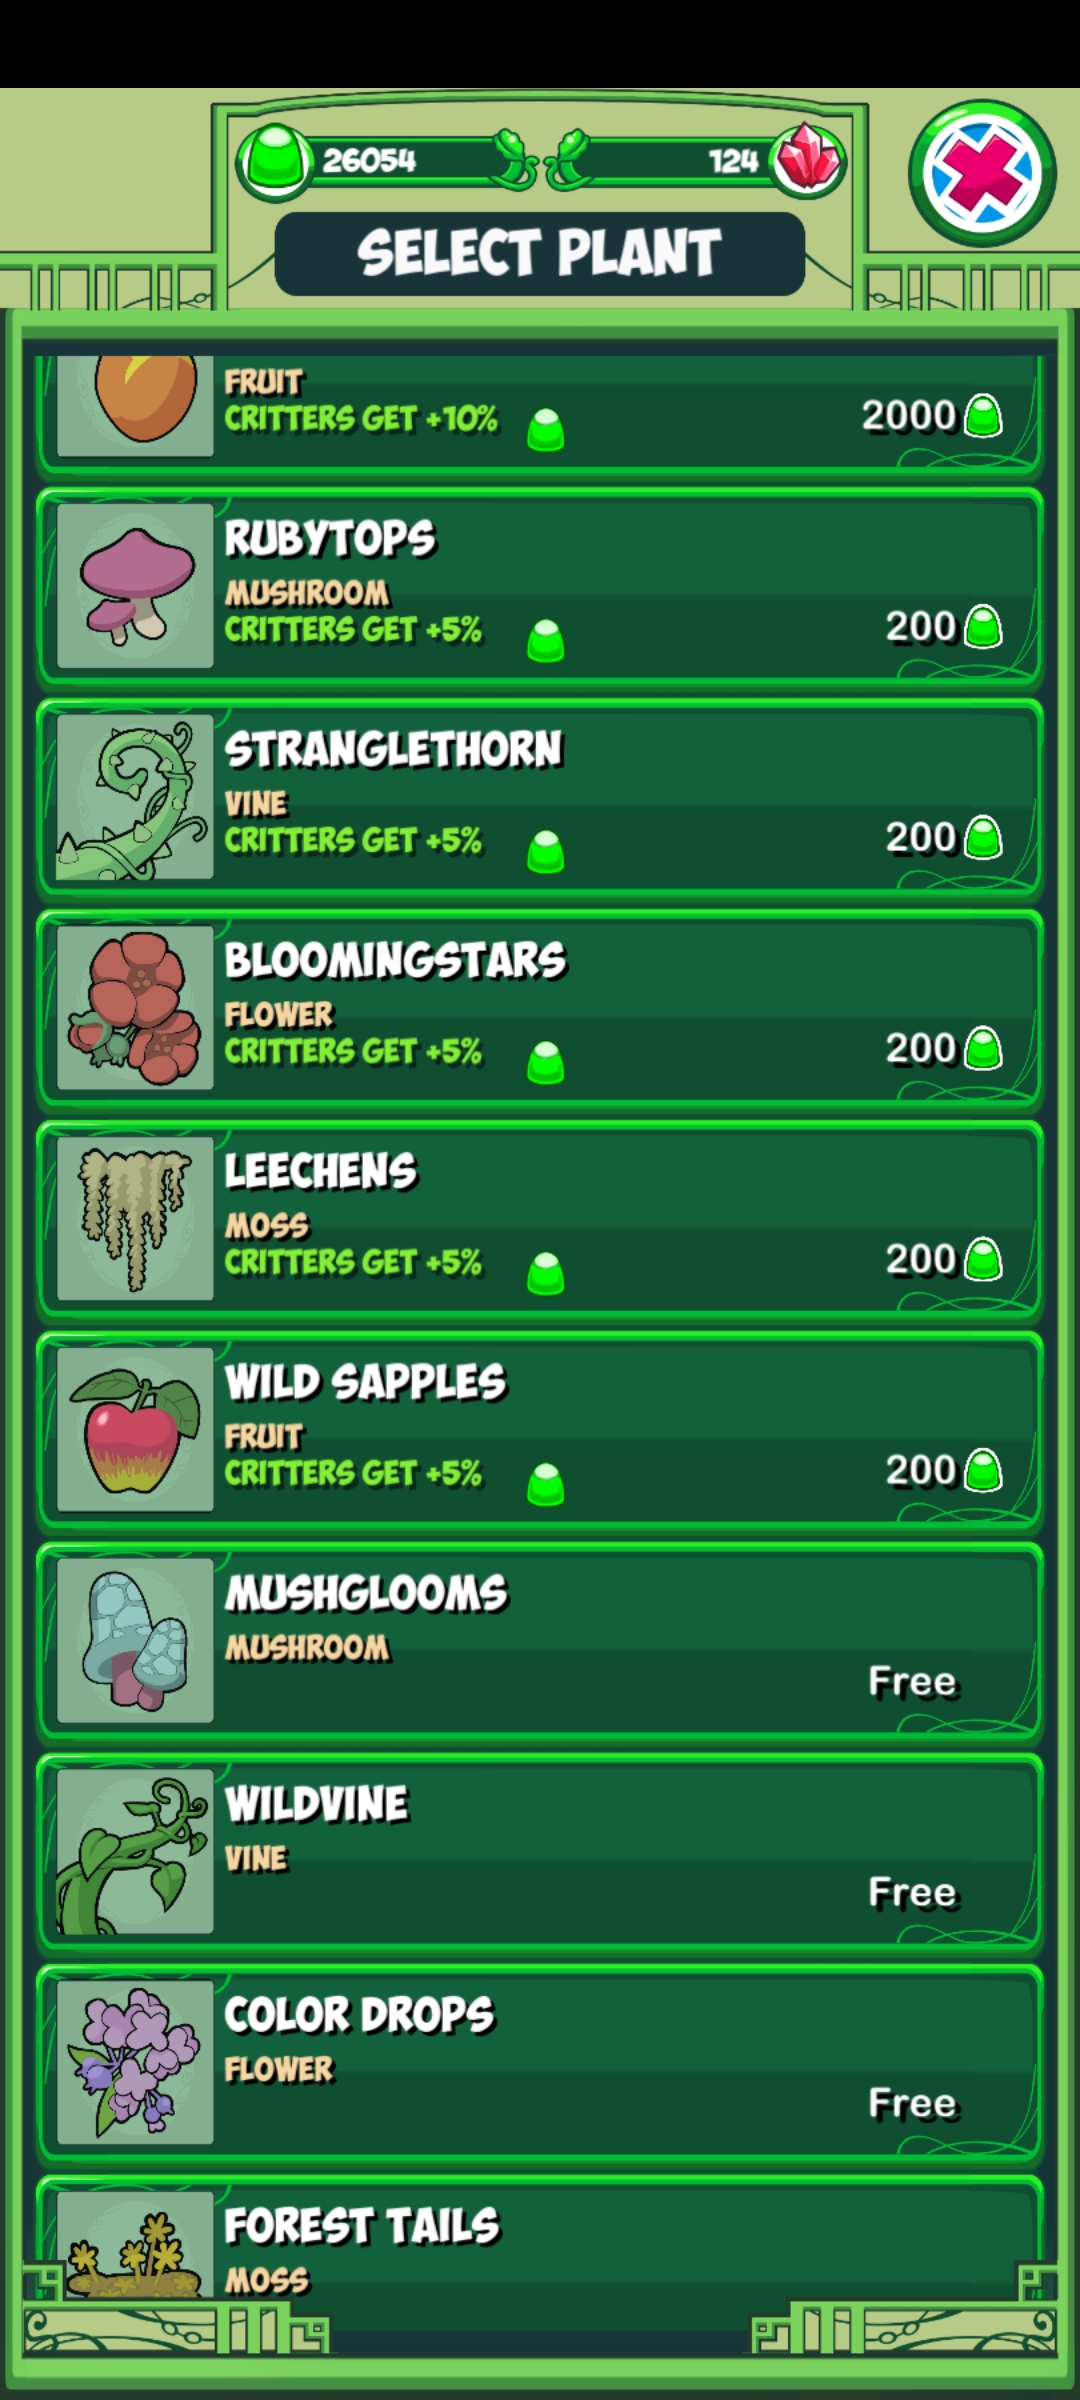 26054
124
SELECT PLANT
FRUIT
CRITTERS GET +10%
2000
RUBYTOPS
MUSHROOM
CRITTERS GET +5%
200
STRANGLETHORN
VINE
CRITTERS GET +5%
200
BLOOMINGSTARS
FLOWER
CRITTERS GET +5%
200
LEECHENS
MOSS
CRITTERS GET +5%
200
WILD SAPPLES
FRUIT
CRITTERS GET +5%
200
MUSHGLOOMS
MUSHROOM
Free
WILDVINE
VINE
Free
COLOR DROPS
FLOWER
Free
FOREST TAILS
MOSS